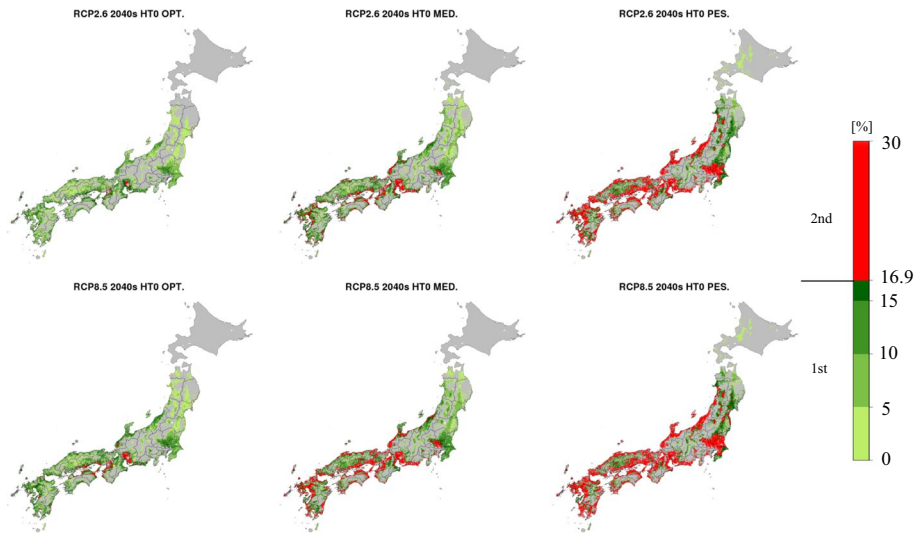 RCP2.6 2040s HT0 OPT.
RCP2.6 2040s HT0 MED.
RCP2.6 2040s HT0 PES.
RCP8.5 2040s HT0 OPT.
RCP8.5 2040s HT0 MED.
RCP8.5 2040s HT0 PES.
[%]
30
2nd
16.9
15
10
1st
5
0